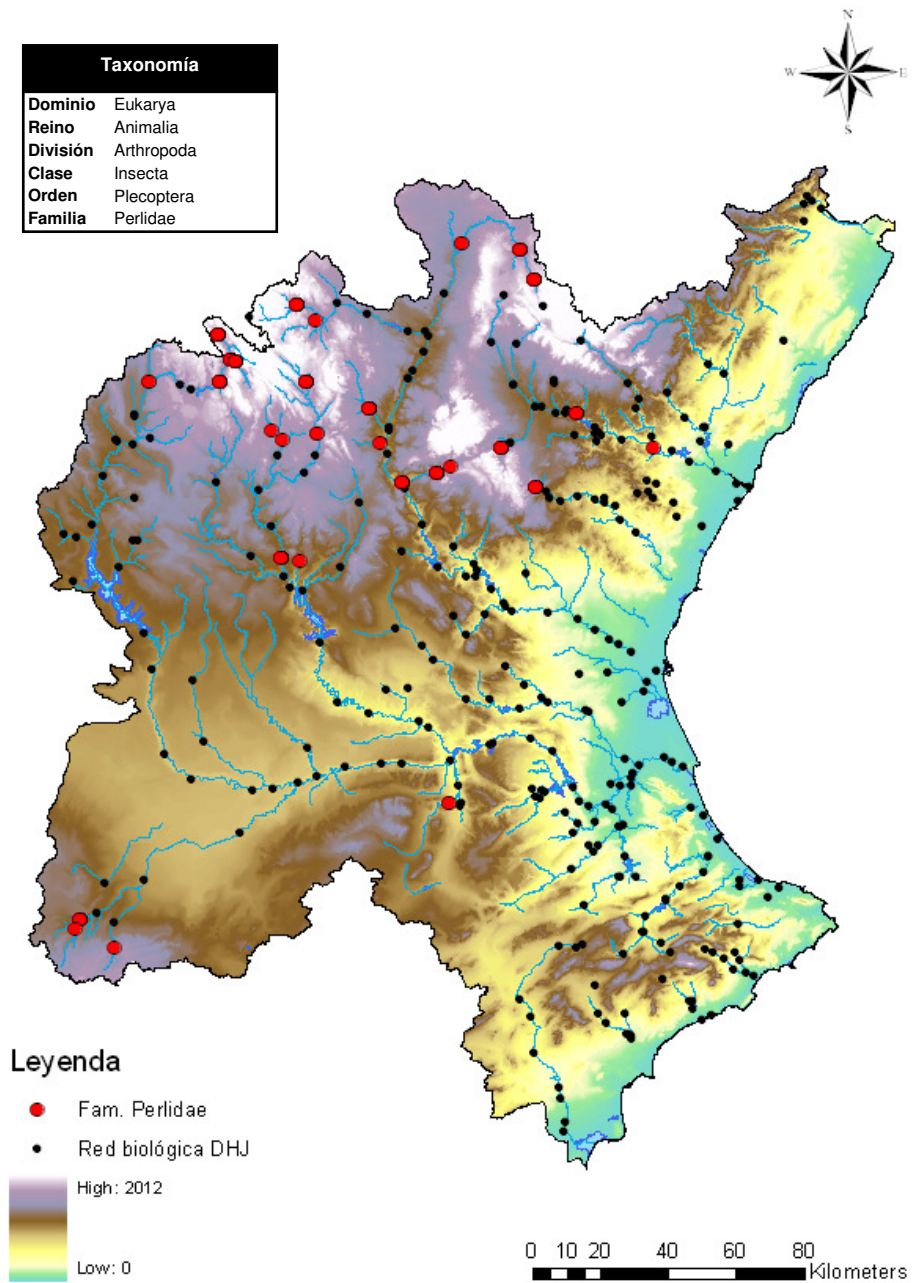 N
W E
S
Taxonomía
Dominio Eukarya
Reino Animalia
División Arthropoda
Clase Insecta
Orden Plecoptera
Familia Perlidae
Leyenda
Fam. Perlidae
Red biológica DHJ
High: 2012
Low: 0
0 10 20 40 60 80
Kilometers